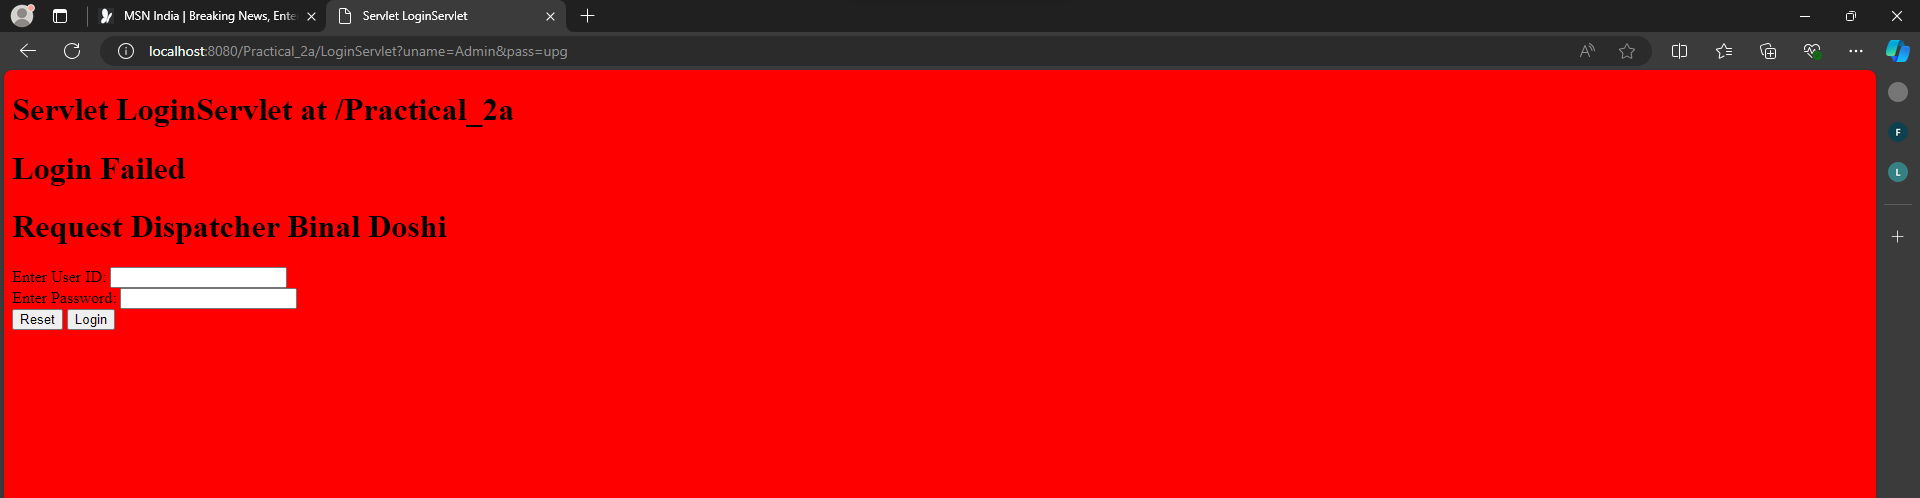 MSN India | Breaking News, Ente
Servlet LoginServlet
localhost:8080/Practical_2a/LoginServlet?uname=Admin&pass=upg
Servlet LoginServlet at /Practical_2a
Login Failed
Request Dispatcher Binal Doshi
Enter User ID:
Enter Password:
Reset Login
F
L